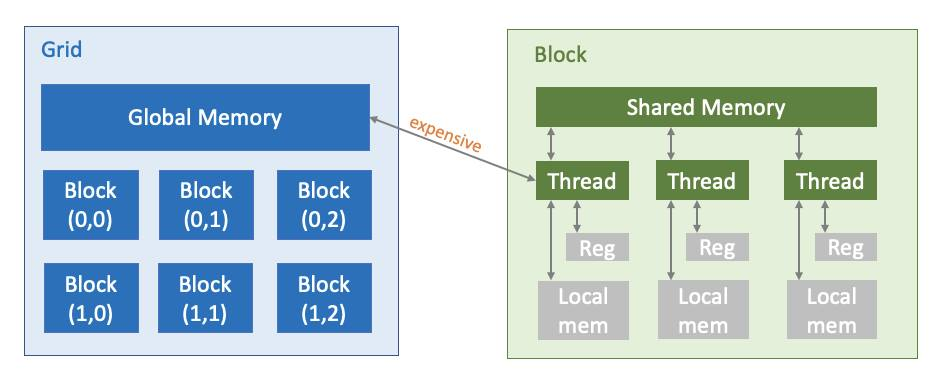 Grid
Global Memory
Block
(0,0)
Block
(0,1)
Block
(0,2)
Block
(1,0)
Block
(1,1)
Block
(1,2)
expensive
Block
Shared Memory
Thread
Thread
Thread
Reg
Reg
Reg
Local
mem
Local
mem
Local
mem